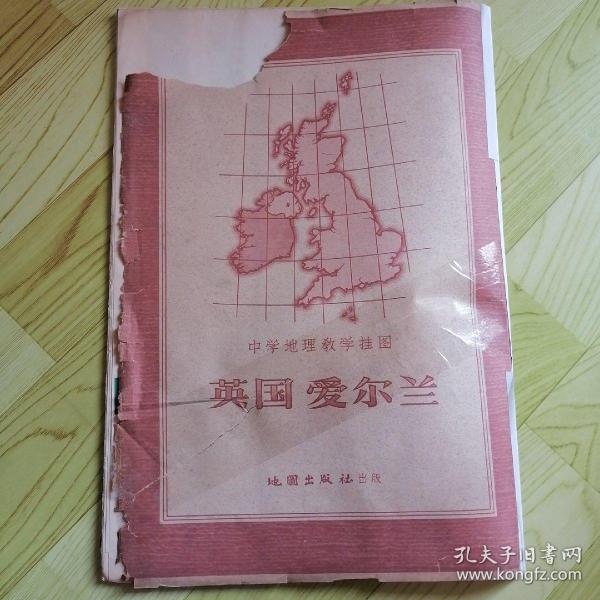 中学地理教学挂图
英国 爱尔兰
地圖出版社出版
孔夫子旧书网
www.kongfz.com